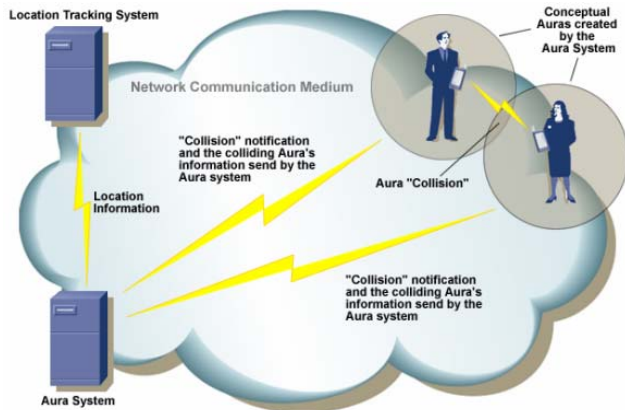 Location Tracking System
Conceptual
Auras created
by the
Aura System
Network Communication Medium
"Collision" notification
and the colliding Aura's
information send by the
Aura system
Aura "Collision"
Location
Information
"Collision" notification
and the colliding Aura's
information send by the
Aura system
Aura System